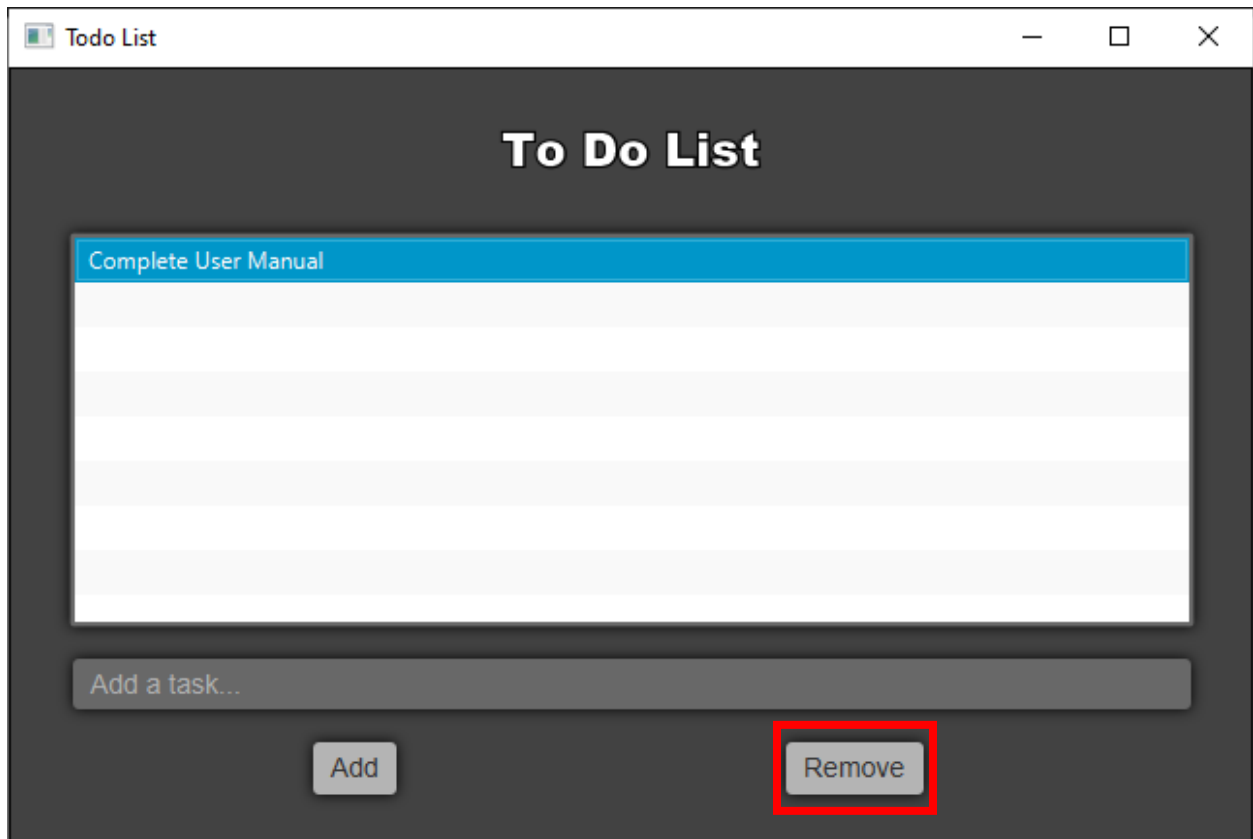 Todo List
To Do List
Complete User Manual
Add a task...
Add
Remove